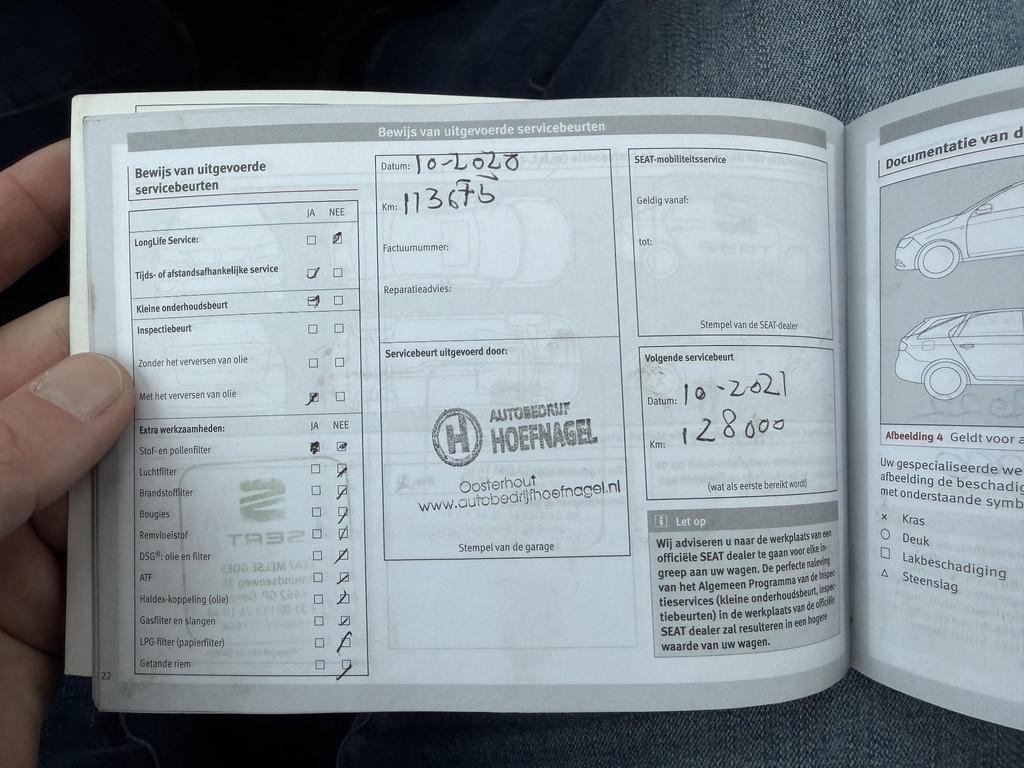 Bewijs van uitgevoerde servicebeurten
Bewijs van uitgevoerde
servicebeurten
JA NEE
LongLife Service:
Tijds- of afstandsafhankelijke service
Kleine onderhoudsbeurt
Inspectiebeurt
Zonder het verversen van olie
Met het verversen van olie
Extra werkzaamheden: JA NEE
Stof- en pollenfilter
Luchtfilter
Brandstoffilter
Bougies
Remvloeistof
DSG®: olie en filter
ATF
Haldex-koppeling (olie)
Gasfilter en slangen
LPG-filter (papierfilter)
Getande riem
22
Datum: 10-2020
Km: 113675
Factuurnummer:
Reparatieadvies:
Servicebeurt uitgevoerd door:
H AUTOBEDRIJF
HOEFNAGEL
Oosterhout
www.autobedrijfhoefnagel.nl
Stempel van de garage
SEAT-mobiliteitsservice
Geldig vanaf:
tot:
Stempel van de SEAT-dealer
Volgende servicebeurt
Datum: 10-2021
Km: 128000
(wat als eerste bereikt wordt)
i Let op
Wij adviseren u naar de werkplaats van een
officiële SEAT dealer te gaan voor elke in-
greep aan uw wagen. De perfecte naleving
van het Algemeen Programma van de Inspec-
tieservices (kleine onderhoudsbeurt, inspec-
tiebeurten) in de werkplaats van de officiële
SEAT dealer zal resulteren in een hogere
waarde van uw wagen.
Documentatie van d
Afbeelding 4 Geldt voor a
Uw gespecialiseerde we
afbeelding de beschadig
met onderstaande symb
× Kras
○ Deuk
□ Lakbeschadiging
△ Steenslag